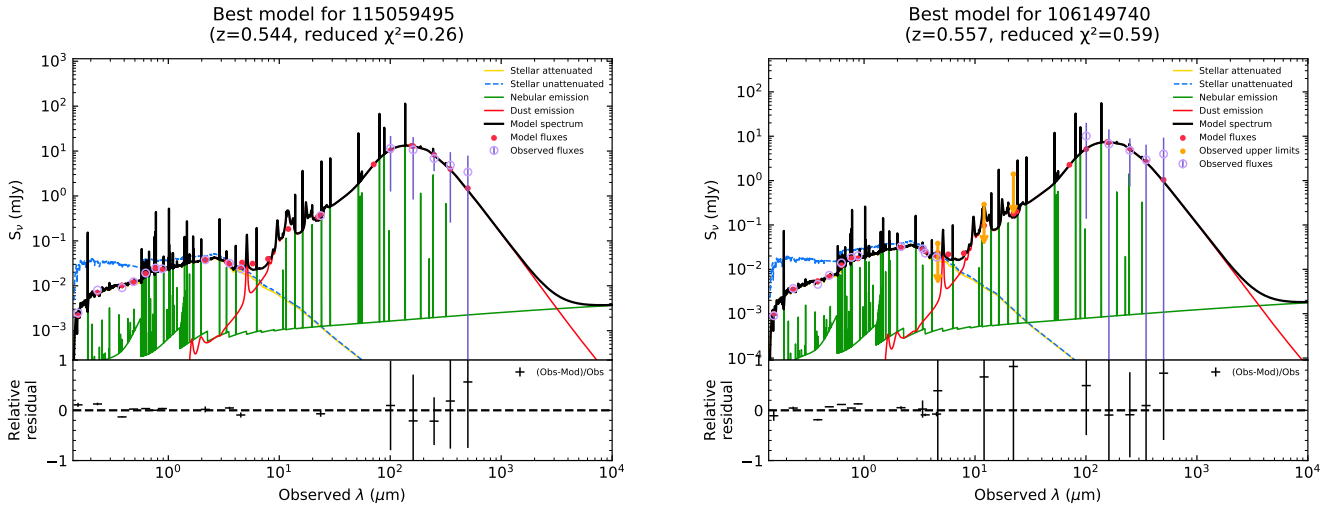 Best model for 115059495
(z=0.544, reduced χ²=0.26)
10³
10²
10¹
10⁰
10⁻¹
10⁻²
10⁻³
S_ν (mJy)
Stellar attenuated
Stellar unattenuated
Nebular emission
Dust emission
Model spectrum
Model fluxes
Observed fluxes
1
0
−1
Relative
residual
(Obs-Mod)/Obs
10⁰
10¹
10²
10³
10⁴
Observed λ (μm)
Best model for 106149740
(z=0.557, reduced χ²=0.59)
10²
10¹
10⁰
10⁻¹
10⁻²
10⁻³
10⁻⁴
S_ν (mJy)
Stellar attenuated
Stellar unattenuated
Nebular emission
Dust emission
Model spectrum
Model fluxes
Observed upper limits
Observed fluxes
1
0
−1
Relative
residual
(Obs-Mod)/Obs
10⁰
10¹
10²
10³
10⁴
Observed λ (μm)